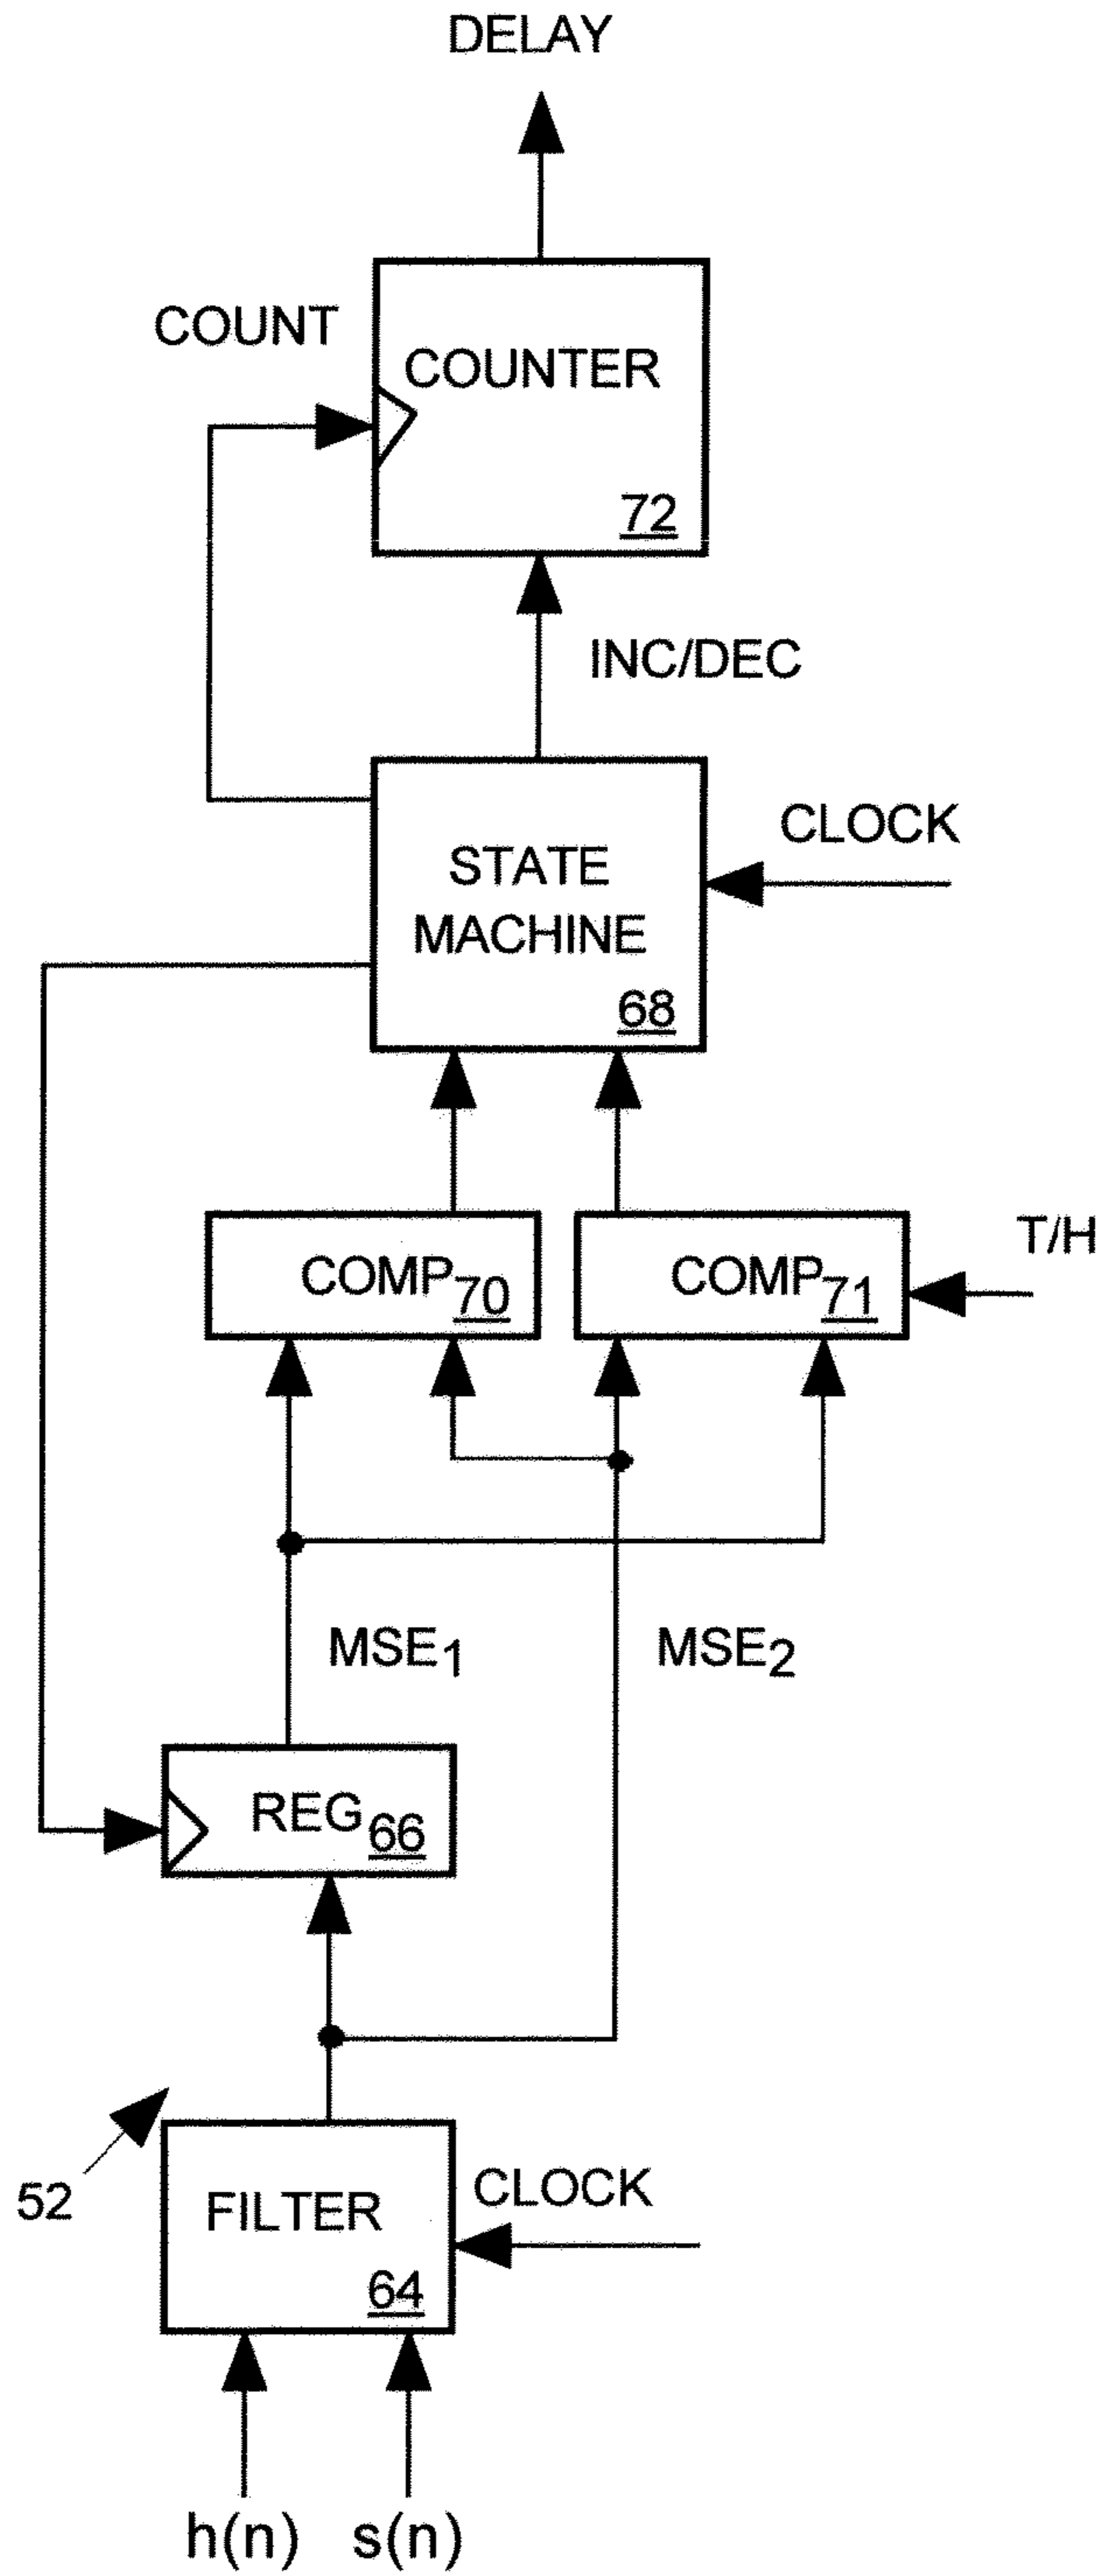 DELAY
COUNT
COUNTER
72
INC/DEC
CLOCK
STATE
MACHINE
68
T/H
COMP70
COMP71
MSE1
MSE2
REG66
52
FILTER
CLOCK
64
h(n) s(n)